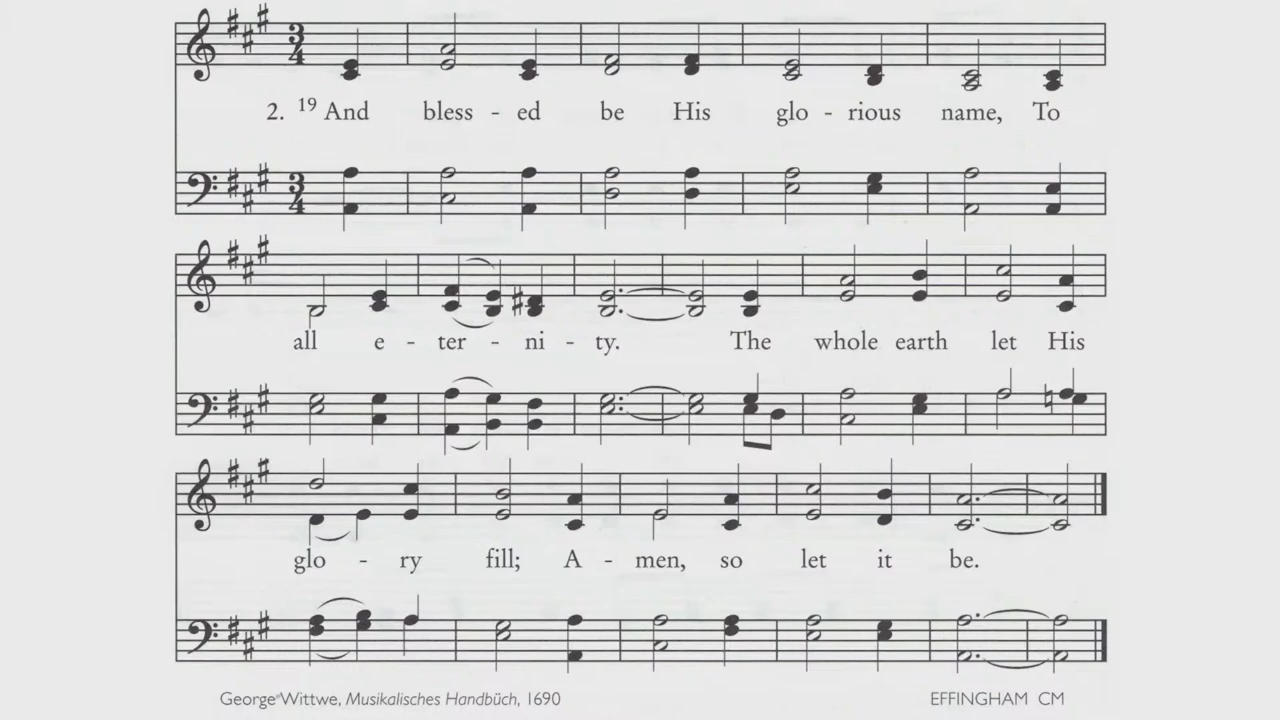 2. 19 And bless - ed be His glo - rious name, To
all e - ter - ni - ty. The whole earth let His
glo - ry fill; A - men, so let it be.
George Wittwe, Musikalisches Handbüch, 1690 EFFINGHAM CM